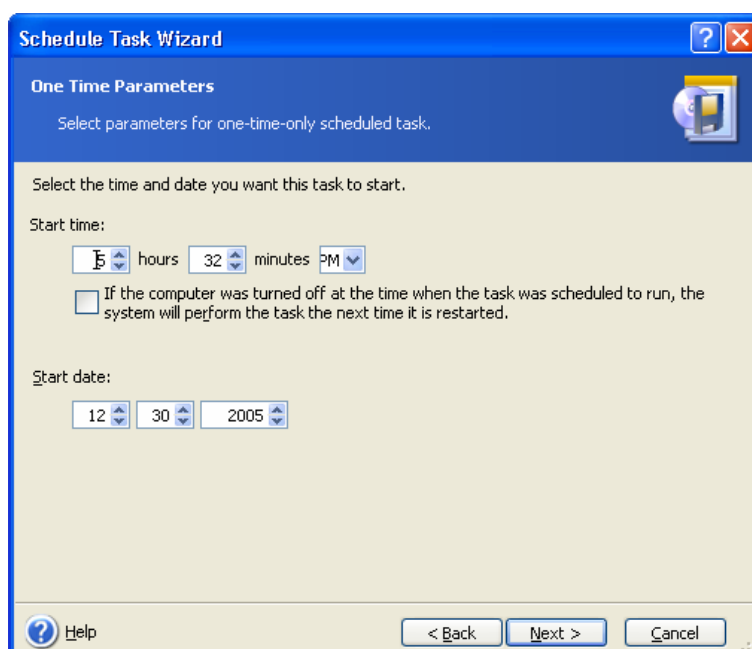 Schedule Task Wizard
One Time Parameters
Select parameters for one-time-only scheduled task.
Select the time and date you want this task to start.
Start time:
5 hours 32 minutes PM
If the computer was turned off at the time when the task was scheduled to run, the
system will perform the task the next time it is restarted.
Start date:
12 30 2005
Help < Back Next > Cancel